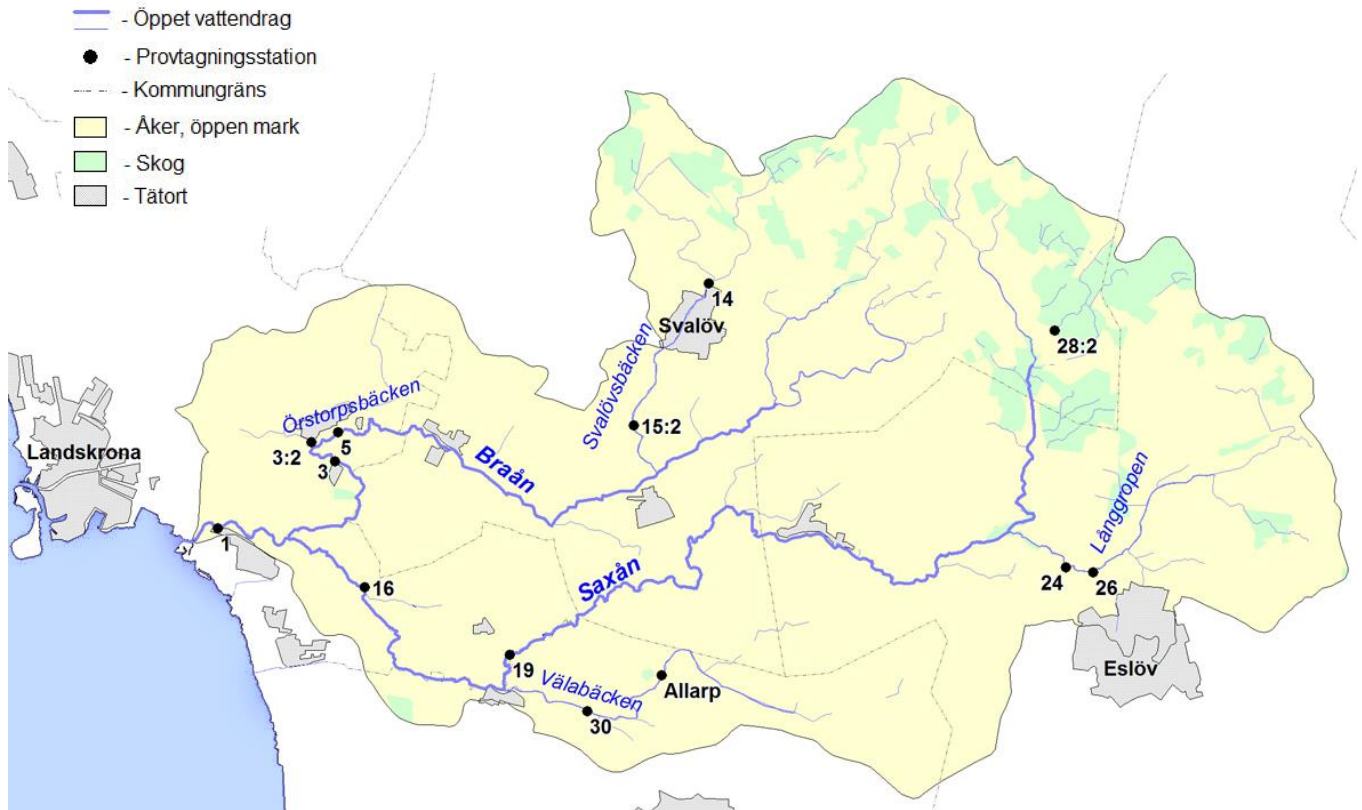 - Öppet vattendrag
- Provtagningsstation
- Kommungräns
- Åker, öppen mark
- Skog
- Tätort
14
Svalöv
28:2
Svalövsbäcken
Örstorpsbäcken
5
3:2
3
15:2
Landskrona
Braån
Långgropen
1
24
26
16
Saxån
19
Välabäcken
Allarp
30
Eslöv